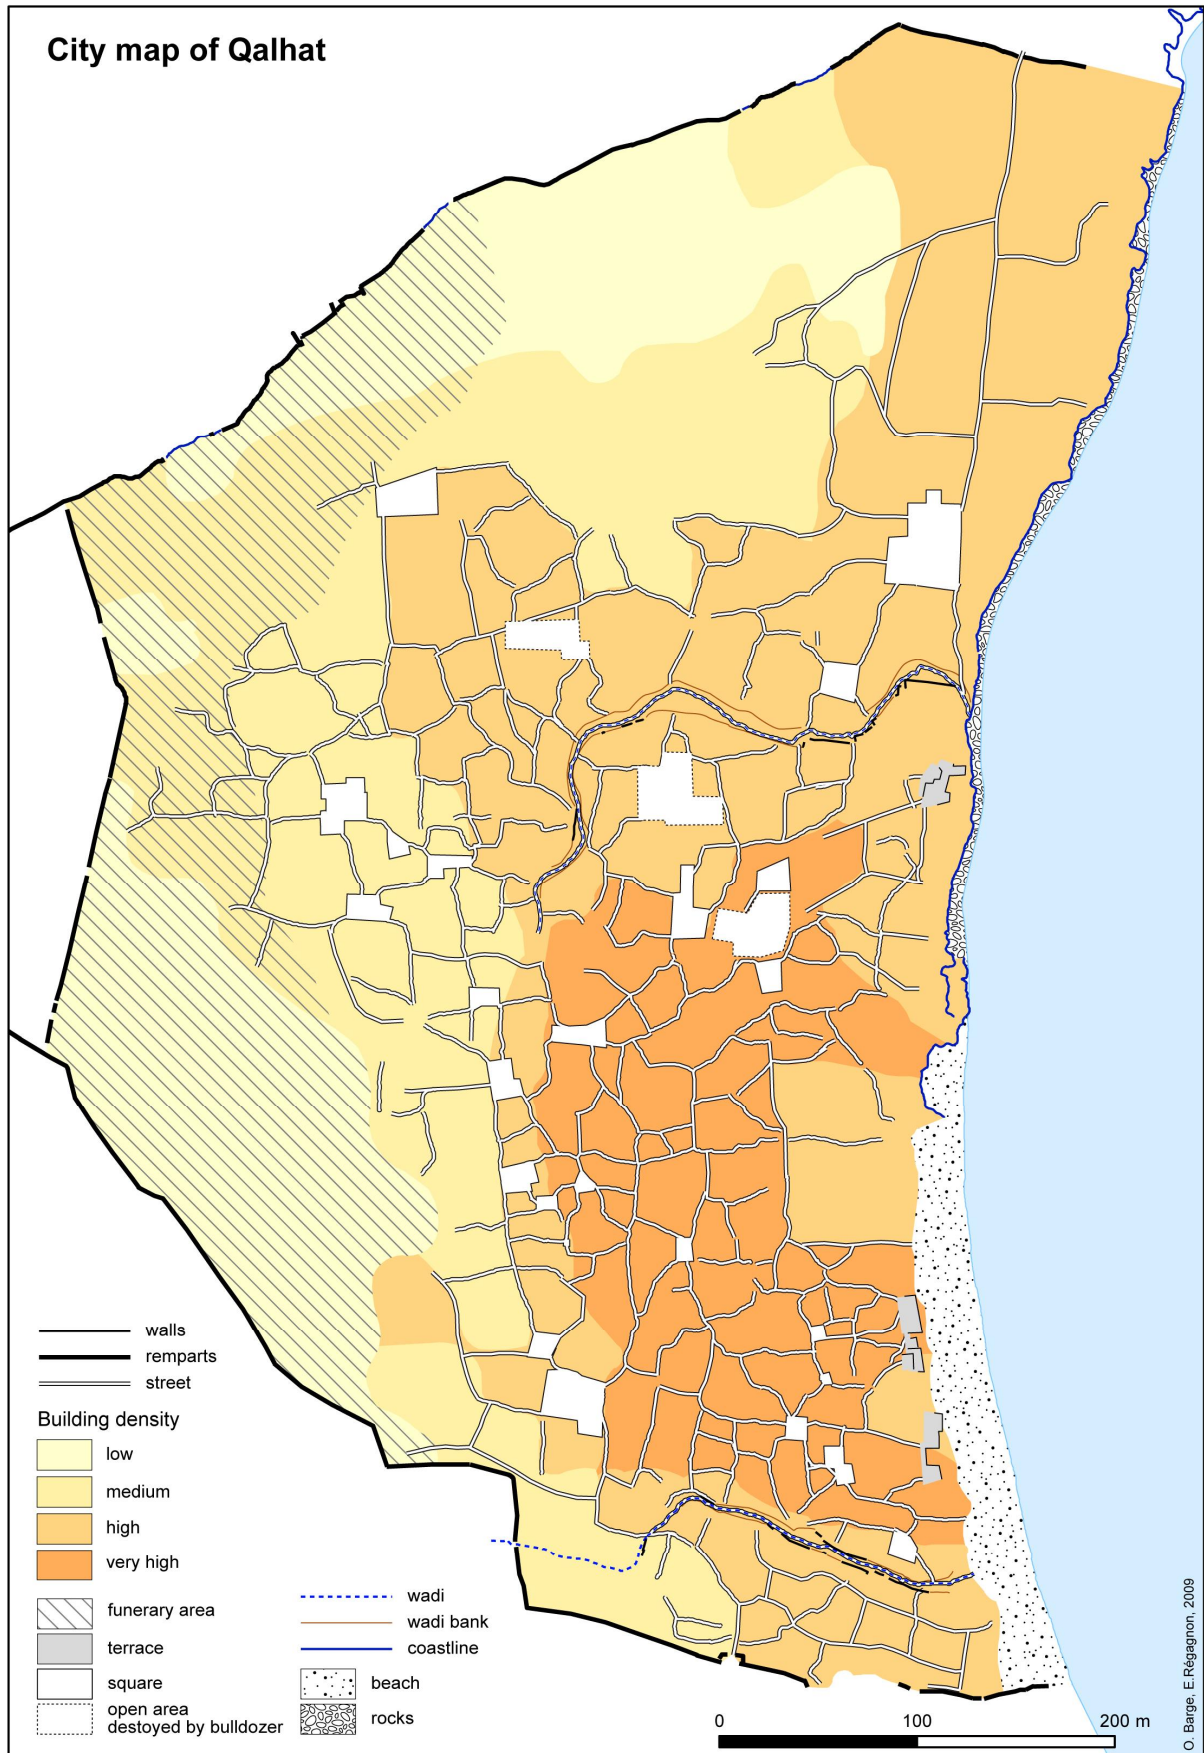 City map of Qalhat
walls
remparts
street
Building density
low
medium
high
very high
funerary area
terrace
square
open area
destoyed by bulldozer
wadi
wadi bank
coastline
beach
rocks
0 100 200 m
O. Barge, E.Régagnon, 2009